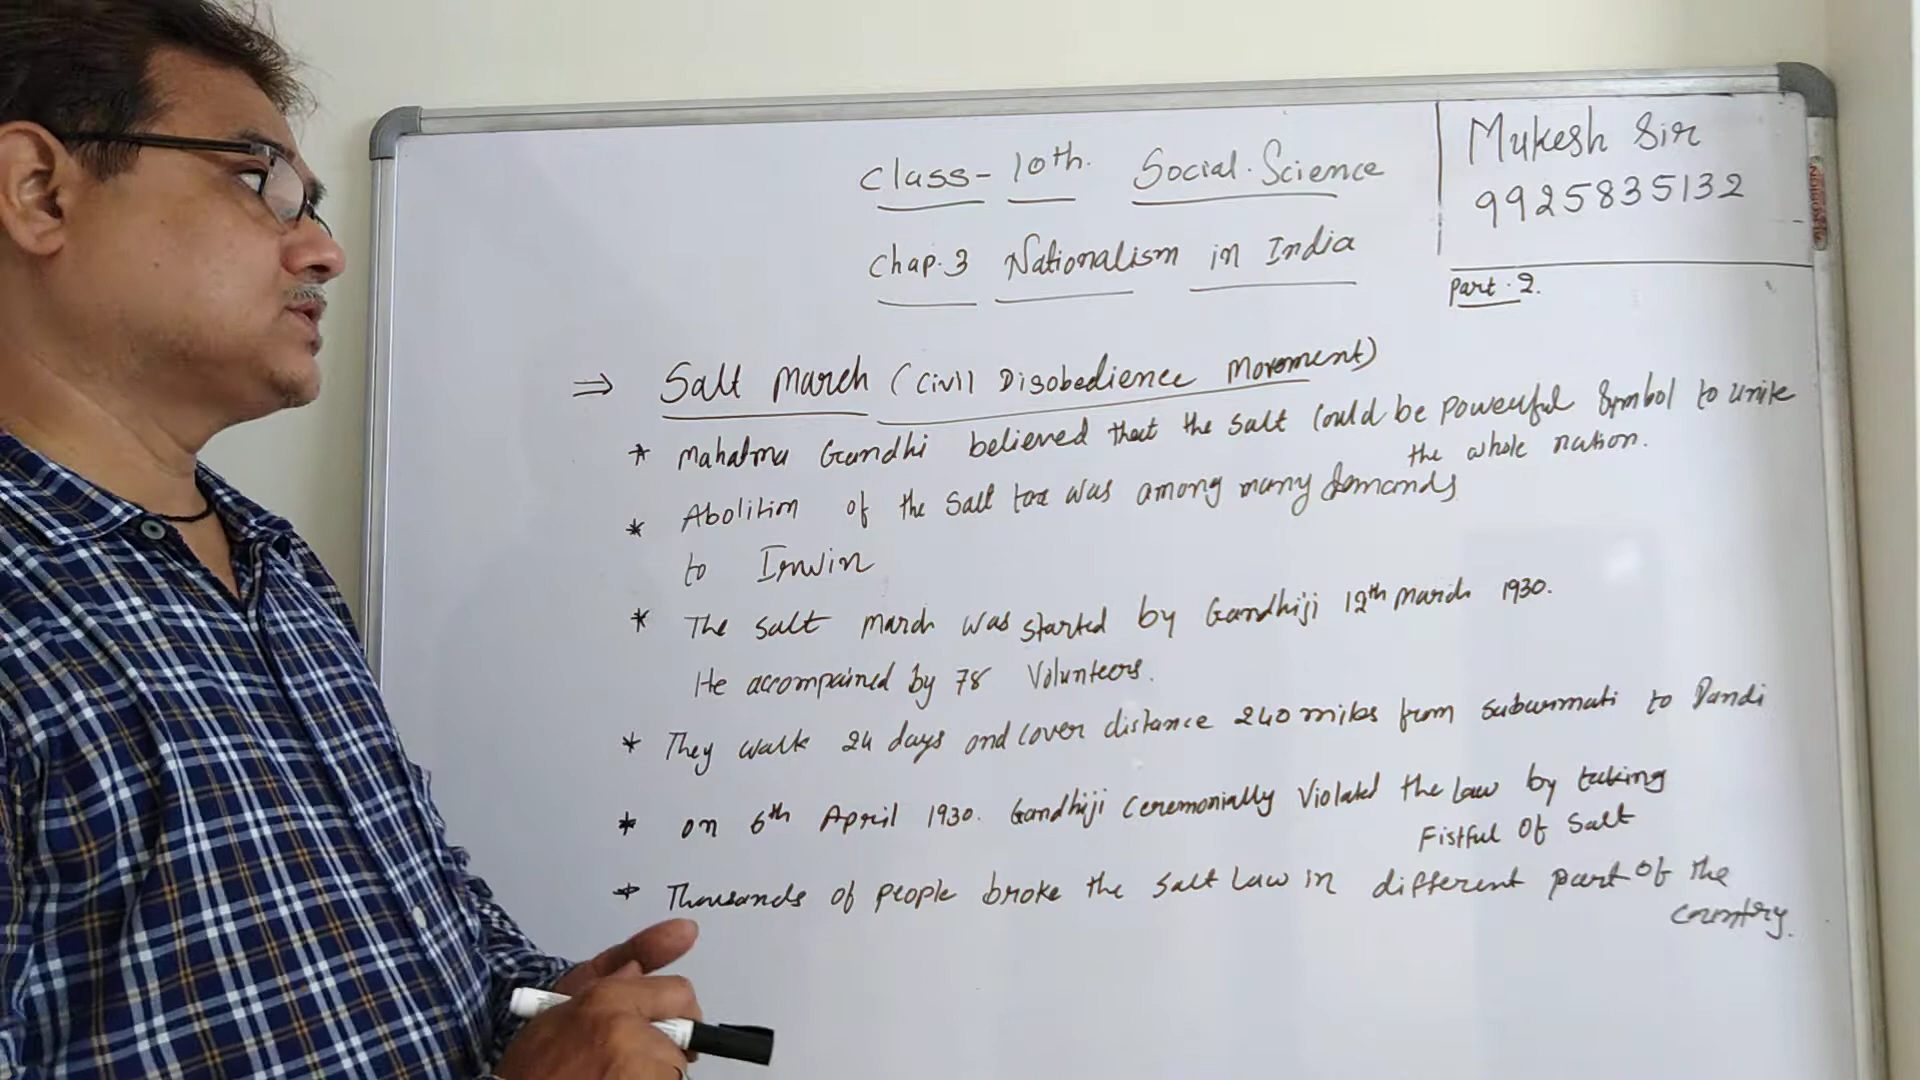 Class- 10th. Social. Science
Mukesh Sir
9925835132
Chap.3 Nationalism in India
Part. 2.
⇒ Salt March (Civil Disobedience Movement)
* Mahatma Gandhi believed that the salt Could be powerful Symbol to unite
the whole nation.
* Abolition of the Salt tax was among many demands
to Irwin
* The salt march was started by Gandhiji 12th march 1930.
He accompained by 78 Volunteers.
* They walk 24 days and cover distance 240 miles from Sabarmati to Dandi
* on 6th April 1930. Gandhiji Ceremonially Violated the Law by taking
Fistful Of Salt
* Thousands of people broke the Salt Law in different part of the
country.